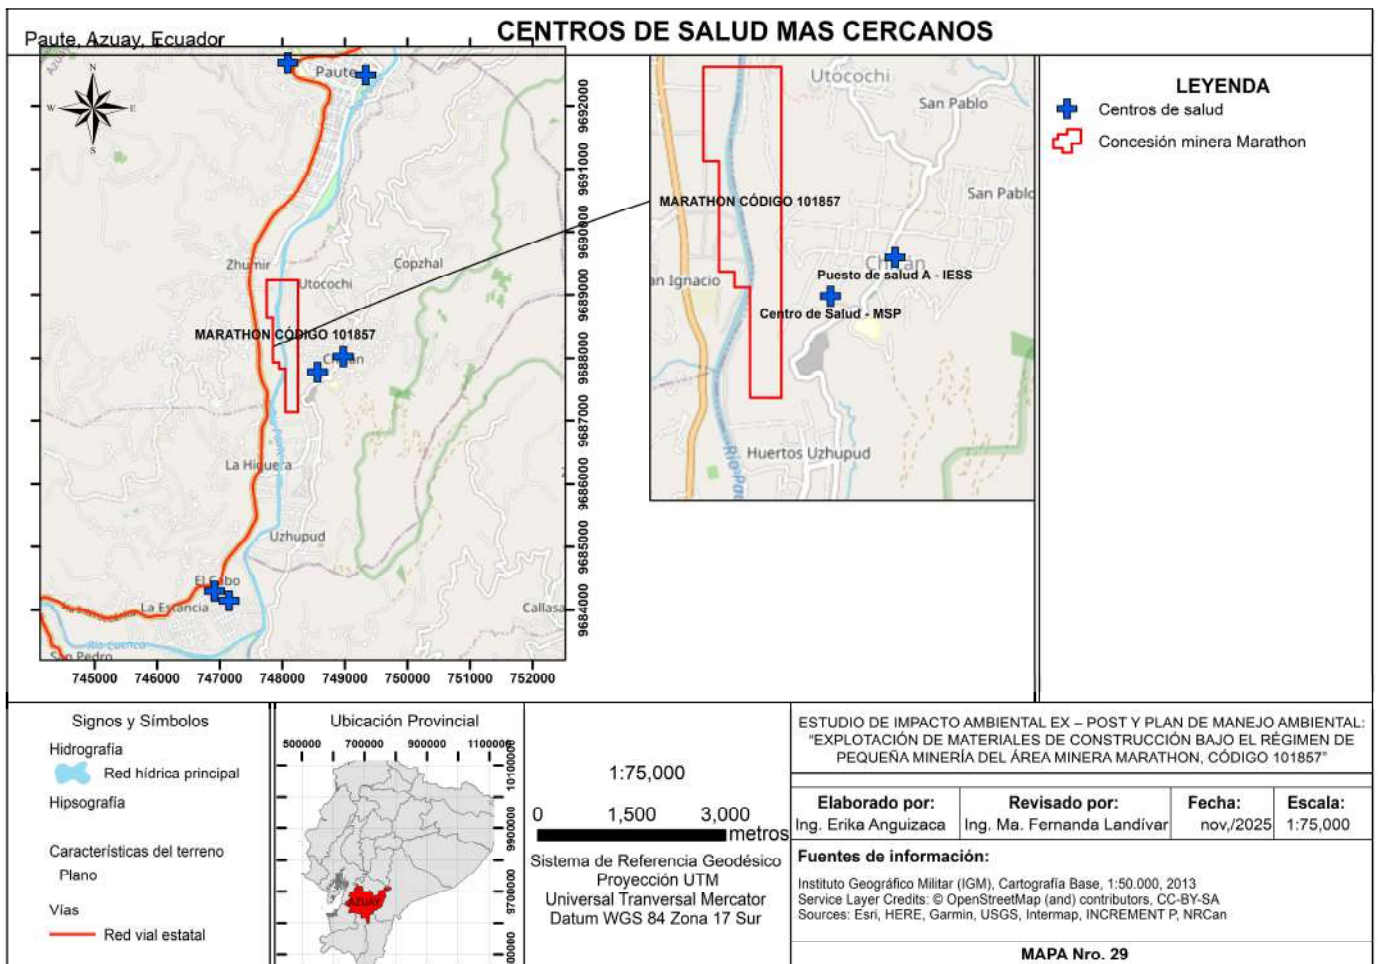 CENTROS DE SALUD MAS CERCANOS
Paute, Azuay, Ecuador
N
W
E
S
Paute
Zhumir
Copzhal
Utocochi
MARATHON CÓDIGO 101857
La Higuera
Uzhupud
El Cabo
La Estancia
Callasa
Río Cuenca
San Pedro
9692000
9691000
9690000
9689000
9688000
9687000
9686000
9685000
9684000
745000 746000 747000 748000 749000 750000 751000 752000
Utocochi
San Pablo
San Pablo
MARATHON CÓDIGO 101857
an Ignacio
Puesto de salud A - IESS
Centro de Salud - MSP
Huertos Uzhupud
Río Pau
LEYENDA
Centros de salud
Concesión minera Marathon
Signos y Símbolos
Hidrografía
Red hídrica principal
Hipsografía
Características del terreno
Plano
Vías
Red vial estatal
Ubicación Provincial
500000 700000 900000 1100000
9900000
9700000
AZUAY
1:75,000
0 1,500 3,000
metros
Sistema de Referencia Geodésico
Proyección UTM
Universal Tranversal Mercator
Datum WGS 84 Zona 17 Sur
ESTUDIO DE IMPACTO AMBIENTAL EX – POST Y PLAN DE MANEJO AMBIENTAL:
“EXPLOTACIÓN DE MATERIALES DE CONSTRUCCIÓN BAJO EL RÉGIMEN DE
PEQUEÑA MINERÍA DEL ÁREA MINERA MARATHON, CÓDIGO 101857”
Elaborado por: Revisado por: Fecha: Escala:
Ing. Erika Anguizaca Ing. Ma. Fernanda Landívar nov,/2025 1:75,000
Fuentes de información:
Instituto Geográfico Militar (IGM), Cartografía Base, 1:50.000, 2013
Service Layer Credits: © OpenStreetMap (and) contributors, CC-BY-SA
Sources: Esri, HERE, Garmin, USGS, Intermap, INCREMENT P, NRCan
MAPA Nro. 29